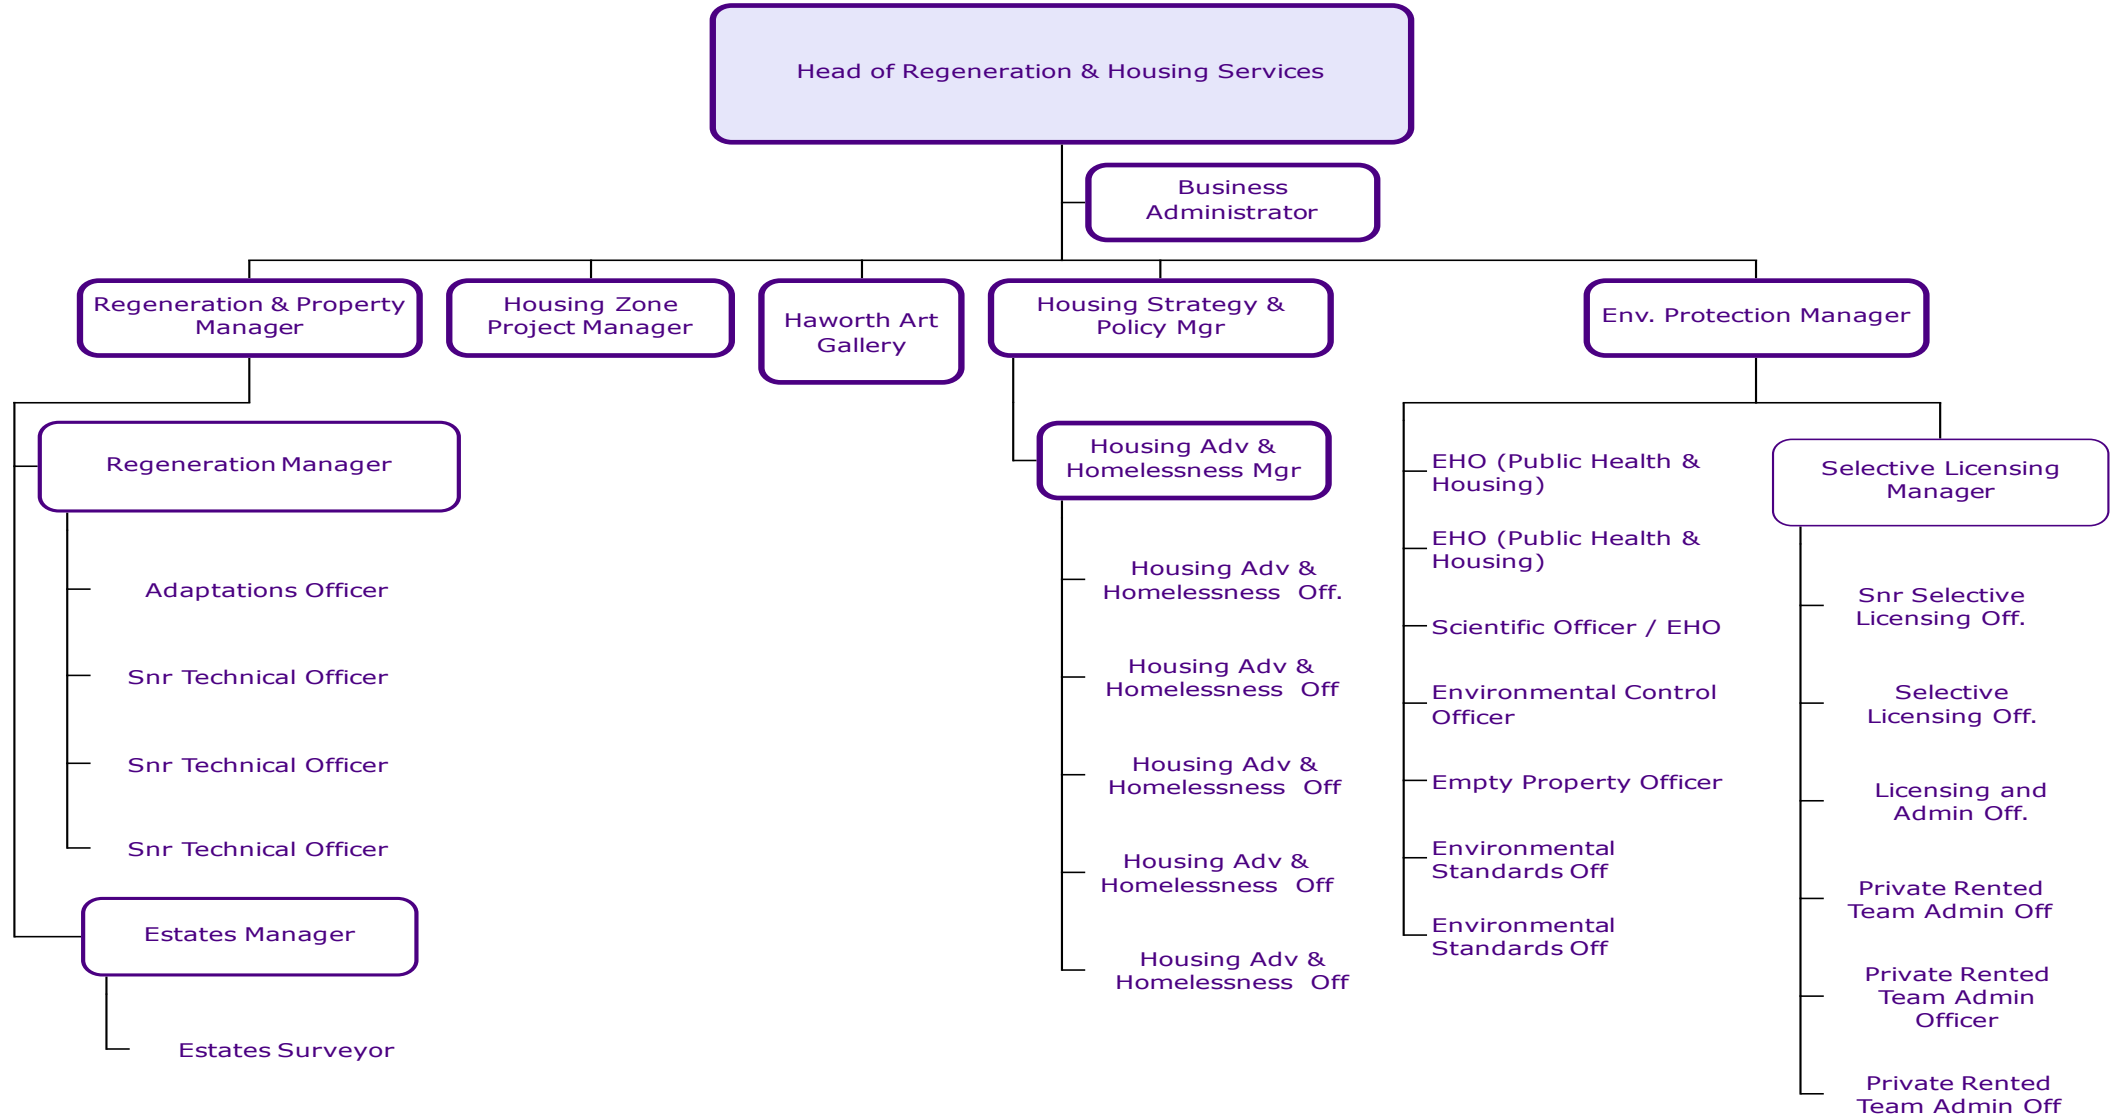 Head of Regeneration & Housing Services
Business
Administrator
Regeneration & Property
Manager
Housing Zone
Project Manager
Haworth Art
Gallery
Housing Strategy &
Policy Mgr
Env. Protection Manager
Regeneration Manager
Adaptations Officer
Snr Technical Officer
Snr Technical Officer
Snr Technical Officer
Estates Manager
Estates Surveyor
Housing Adv &
Homelessness Mgr
Housing Adv &
Homelessness Off.
Housing Adv &
Homelessness Off
Housing Adv &
Homelessness Off
Housing Adv &
Homelessness Off
Housing Adv &
Homelessness Off
EHO (Public Health &
Housing)
EHO (Public Health &
Housing)
Scientific Officer / EHO
Environmental Control
Officer
Empty Property Officer
Environmental
Standards Off
Environmental
Standards Off
Selective Licensing
Manager
Snr Selective
Licensing Off.
Selective
Licensing Off.
Licensing and
Admin Off.
Private Rented
Team Admin Off
Private Rented
Team Admin
Officer
Private Rented
Team Admin Off